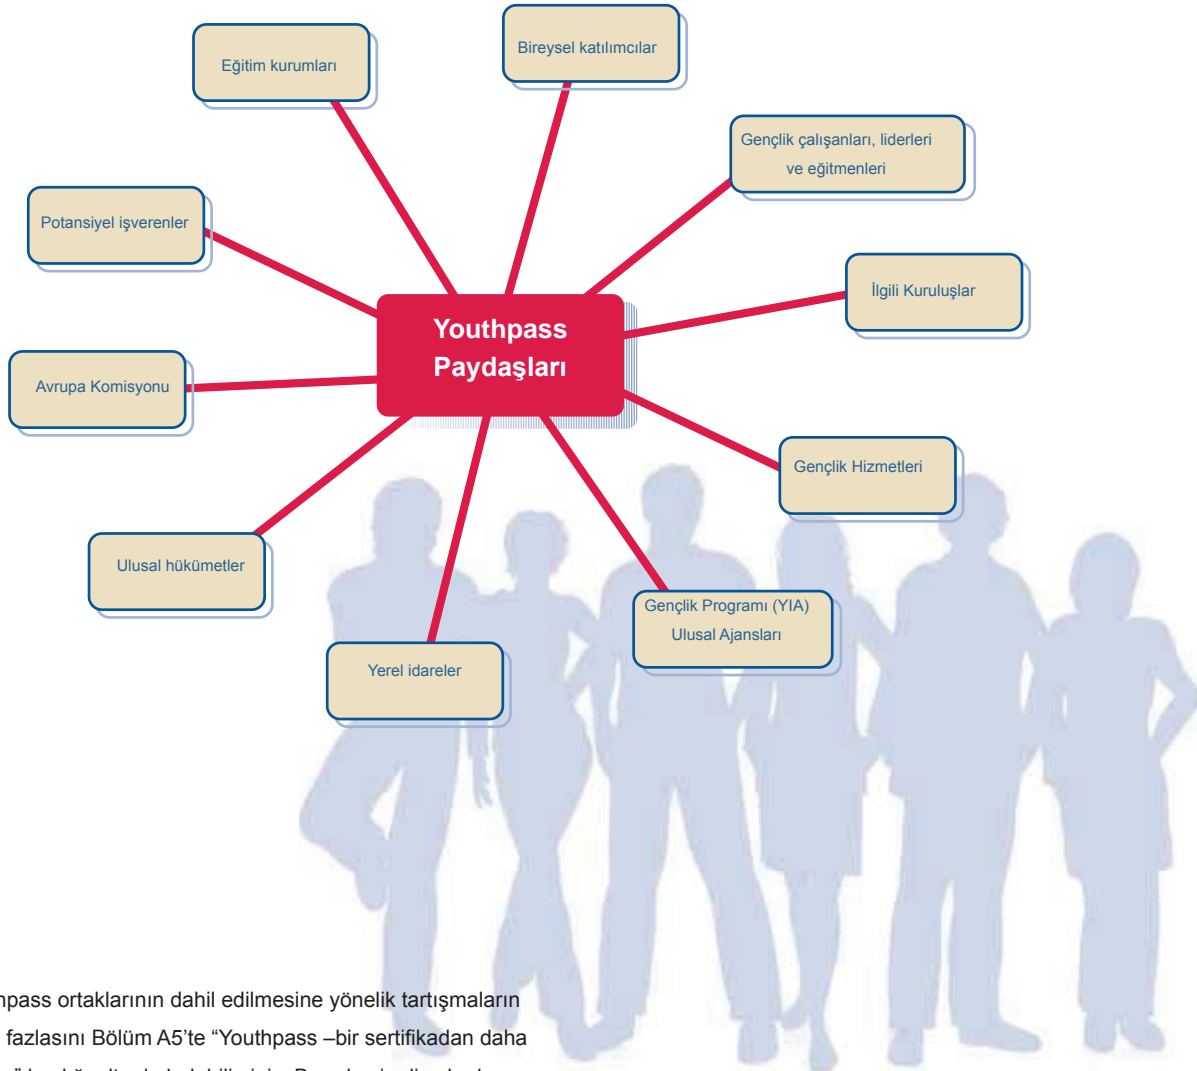 Bireysel katılımcılar
Eğitim kurumları
Gençlik çalışanları, liderleri
ve eğitmenleri
Potansiyel işverenler
İlgili Kuruluşlar
Youthpass
Paydaşları
Avrupa Komisyonu
Gençlik Hizmetleri
Ulusal hükümetler
Gençlik Programı (YIA)
Ulusal Ajansları
Yerel idareler
hpass ortaklarının dahil edilmesine yönelik tartışmaların
fazlasını Bölüm A5’te “Youthpass –bir sertifikadan daha